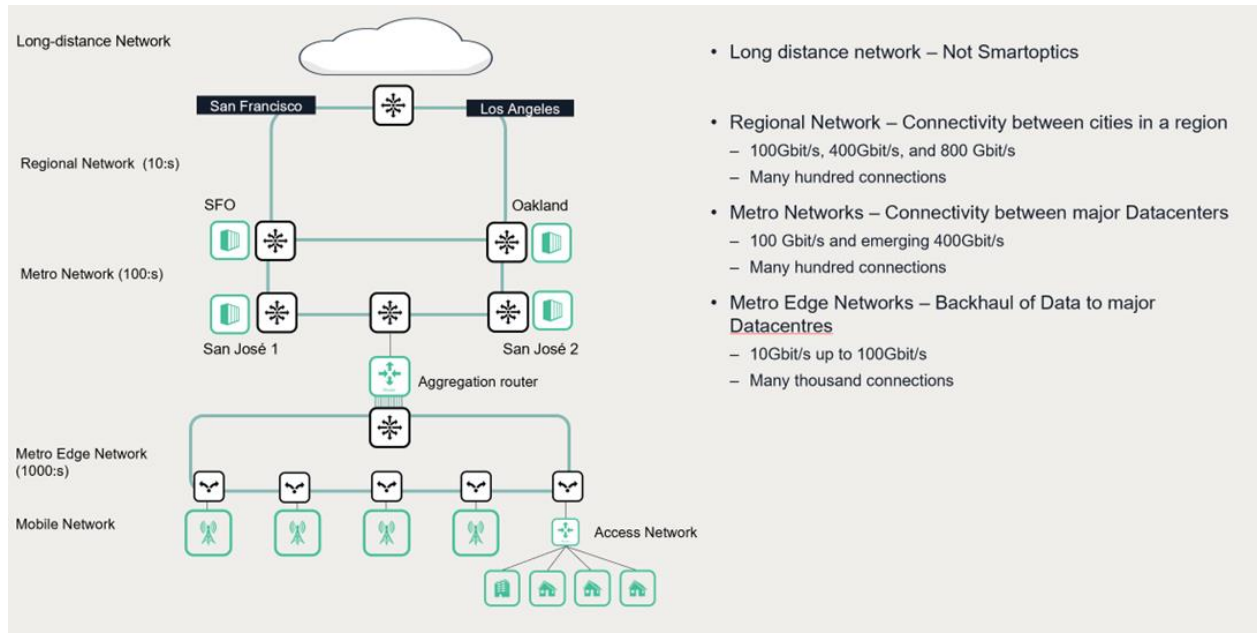 Long-distance Network
San Francisco
Los Angeles
Regional Network (10:s)
SFO
Oakland
Metro Network (100:s)
San José 1
San José 2
Aggregation router
Metro Edge Network
(1000:s)
Mobile Network
Access Network
• Long distance network – Not Smartoptics
• Regional Network – Connectivity between cities in a region
– 100Gbit/s, 400Gbit/s, and 800 Gbit/s
– Many hundred connections
• Metro Networks – Connectivity between major Datacenters
– 100 Gbit/s and emerging 400Gbit/s
– Many hundred connections
• Metro Edge Networks – Backhaul of Data to major
Datacentres
– 10Gbit/s up to 100Gbit/s
– Many thousand connections